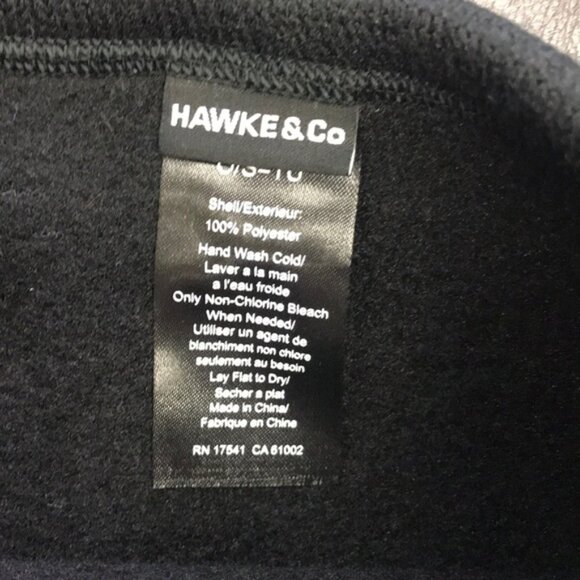 HAWKE&Co
O/S-TU
Shell/Exterieur:
100% Polyester
Hand Wash Cold/
Laver a la main
a l'eau froide
Only Non-Chlorine Bleach
When Needed/
Utiliser un agent de
blanchiment non chlore
seulement au besoin
Lay Flat to Dry/
Secher a plat
Made in China/
Fabrique en Chine
RN 17541 CA 61002